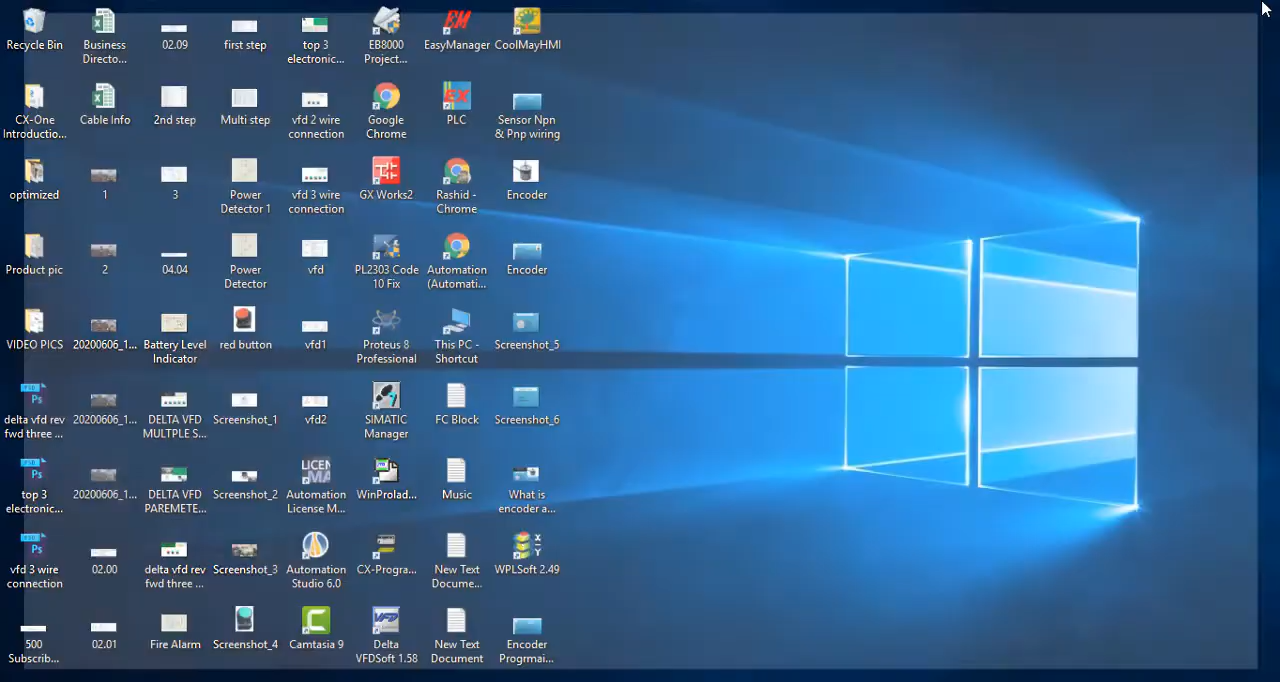 Recycle Bin
Business
Directo...
02.09
first step
top 3
electronic...
EB8000
Project...
EasyManager
CoolMayHMI
CX-One
Introductio...
Cable Info
2nd step
Multi step
vfd 2 wire
connection
Google
Chrome
PLC
Sensor Npn
& Pnp wiring
optimized
1
3
Power
Detector 1
vfd 3 wire
connection
GX Works2
Rashid -
Chrome
Encoder
Product pic
2
04.04
Power
Detector
vfd
PL2303 Code
10 Fix
Automation
(Automati...
Encoder
VIDEO PICS
20200606_1...
Battery Level
Indicator
red button
vfd1
Proteus 8
Professional
This PC -
Shortcut
Screenshot_5
delta vfd rev
fwd three ...
20200606_1...
DELTA VFD
MULTPLE S...
Screenshot_1
vfd2
SIMATIC
Manager
FC Block
Screenshot_6
top 3
electronic...
20200606_1...
DELTA VFD
PAREMETE...
Screenshot_2
Automation
License M...
WinProlad...
Music
What is
encoder a...
vfd 3 wire
connection
02.00
delta vfd rev
fwd three ...
Screenshot_3
Automation
Studio 6.0
CX-Progra...
New Text
Docume...
WPLSoft 2.49
500
Subscrib...
02.01
Fire Alarm
Screenshot_4
Camtasia 9
Delta
VFDSoft 1.58
New Text
Document
Encoder
Progrmai...